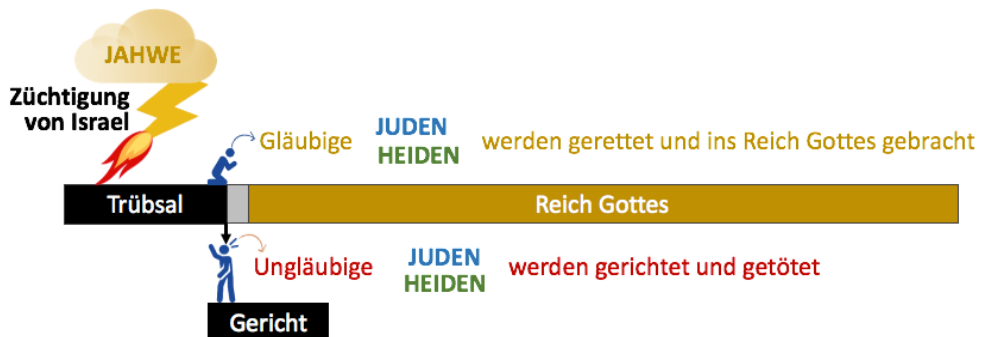 JAHWE
Züchtigung
von Israel
Gläubige JUDEN werden gerettet und ins Reich Gottes gebracht
HEIDEN
Trübsal Reich Gottes
Ungläubige JUDEN werden gerichtet und getötet
HEIDEN
Gericht